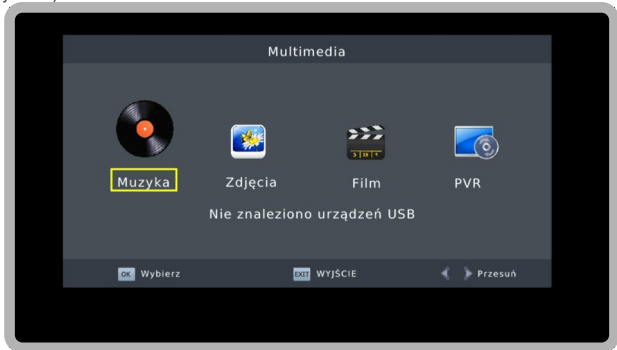 Multimedia
Muzyka Zdjęcia Film PVR
Nie znaleziono urządzeń USB
OK Wybierz EXIT WYJŚCIE Przesuń